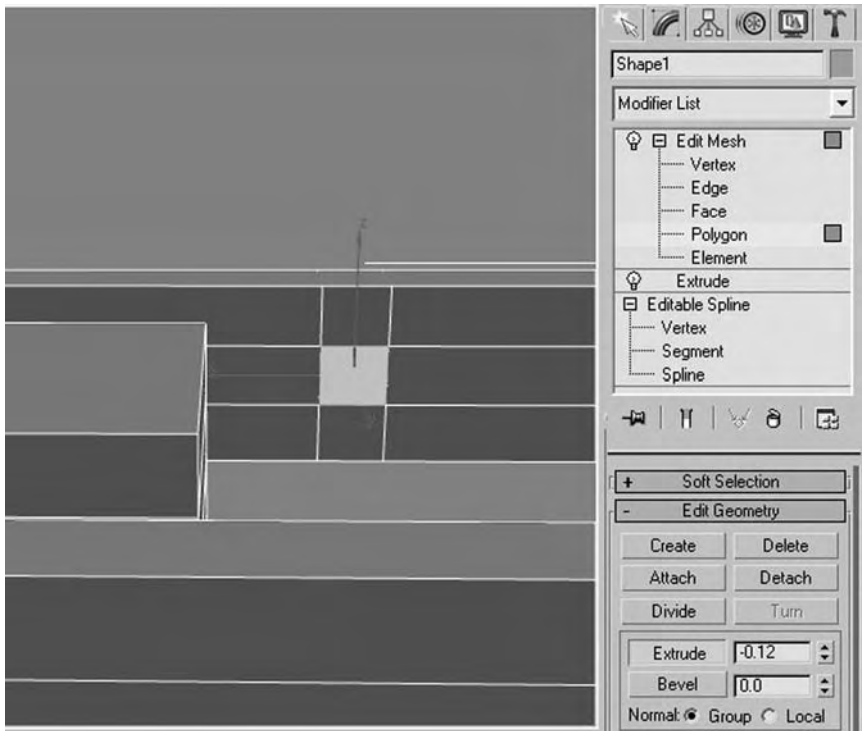 z
Shape1
Modifier List
Edit Mesh
Vertex
Edge
Face
Polygon
Element
Extrude
Editable Spline
Vertex
Segment
Spline
+ Soft Selection
- Edit Geometry
Create Delete
Attach Detach
Divide Turn
Extrude -0.12
Bevel 0.0
Normal: Group Local